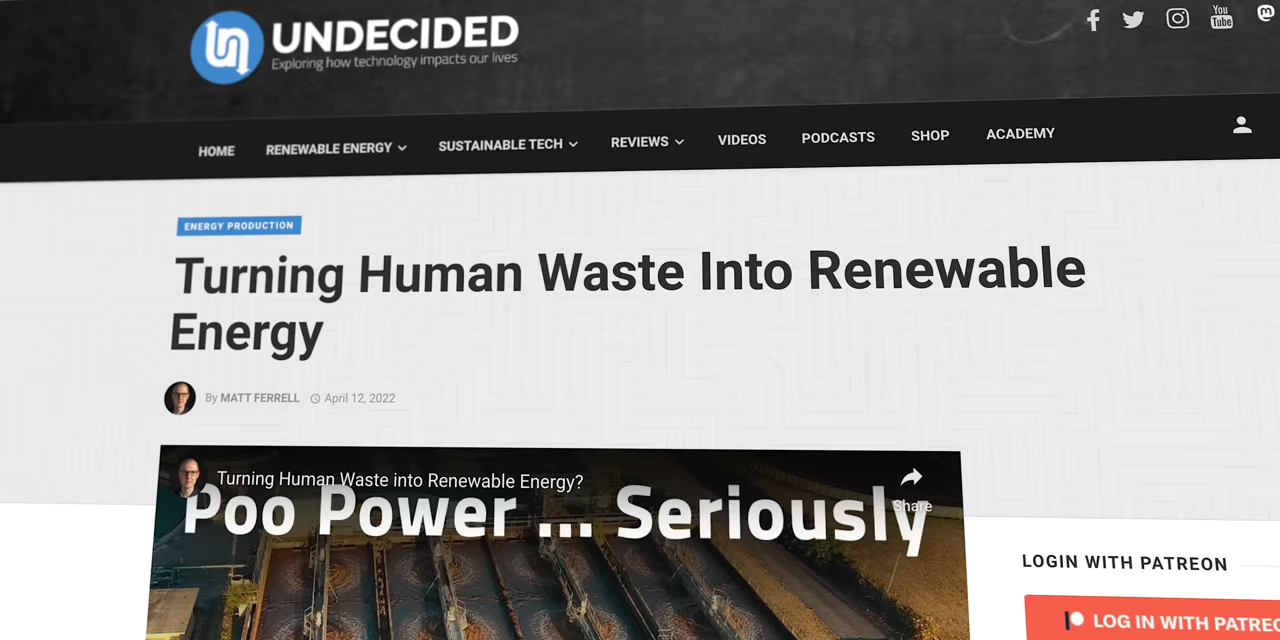 UNDECIDED
Exploring how technology impacts our lives
You
Tube
HOME RENEWABLE ENERGY SUSTAINABLE TECH REVIEWS VIDEOS PODCASTS SHOP ACADEMY
ENERGY PRODUCTION
Turning Human Waste Into Renewable
Energy
By MATT FERRELL April 12, 2022
Turning Human Waste into Renewable Energy?
Share
Poo Power ... Seriously
LOGIN WITH PATREON
LOG IN WITH PATREO